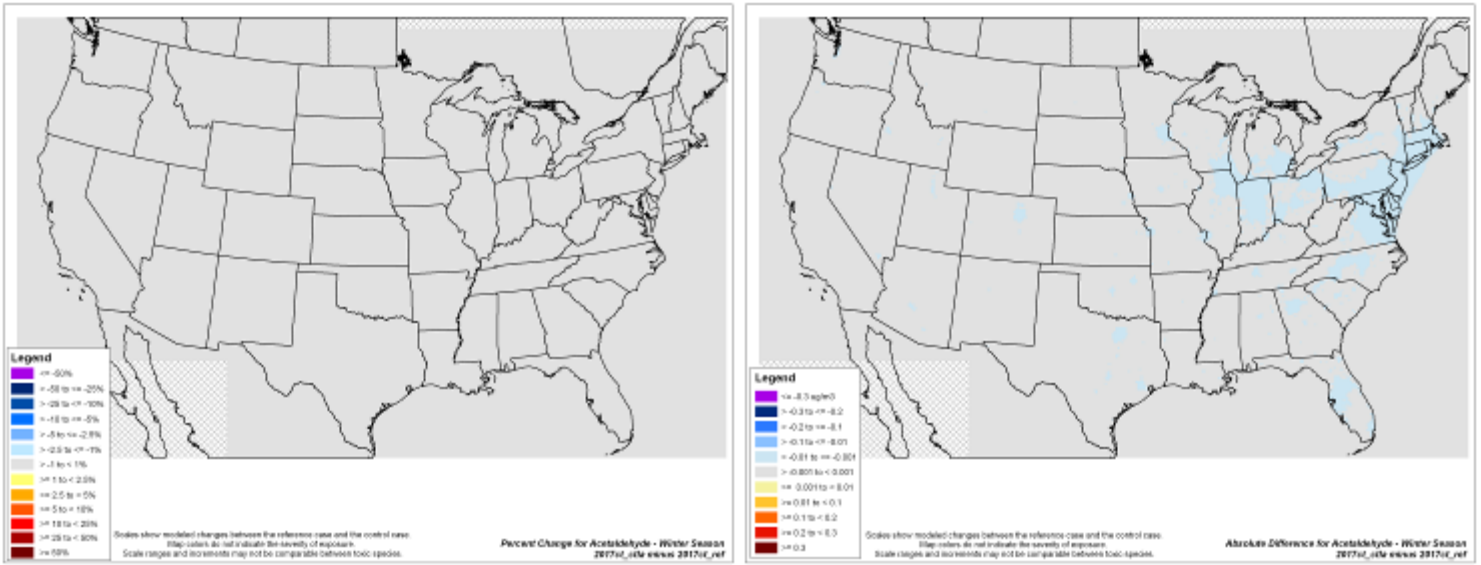 Legend
<= -50%
> -50 to <= -25%
> -25 to <= -10%
> -10 to <= -5%
> -5 to <= -2.5%
> -2.5 to <= -1%
> -1 to < 1%
>= 1 to < 2.5%
>= 2.5 to < 5%
>= 5 to < 10%
>= 10 to < 25%
>= 25 to < 50%
>= 50%
Scales show modeled changes between the reference case and the control case.
Map colors do not indicate the severity of exposure.
Scale ranges and increments may not be comparable between toxic species.
Percent Change for Acetaldehyde - Winter Season
minus
Legend
<= -0.3 ug/m3
> -0.3 to <= -0.2
> -0.2 to <= -0.1
> -0.1 to <= -0.01
> -0.01 to <= -0.001
> -0.001 to < 0.001
>= 0.001 to < 0.01
>= 0.01 to < 0.1
>= 0.1 to < 0.2
>= 0.2 to < 0.3
>= 0.3
Scales show modeled changes between the reference case and the control case.
Map colors do not indicate the severity of exposure.
Scale ranges and increments may not be comparable between toxic species.
Absolute Difference for Acetaldehyde - Winter Season
minus